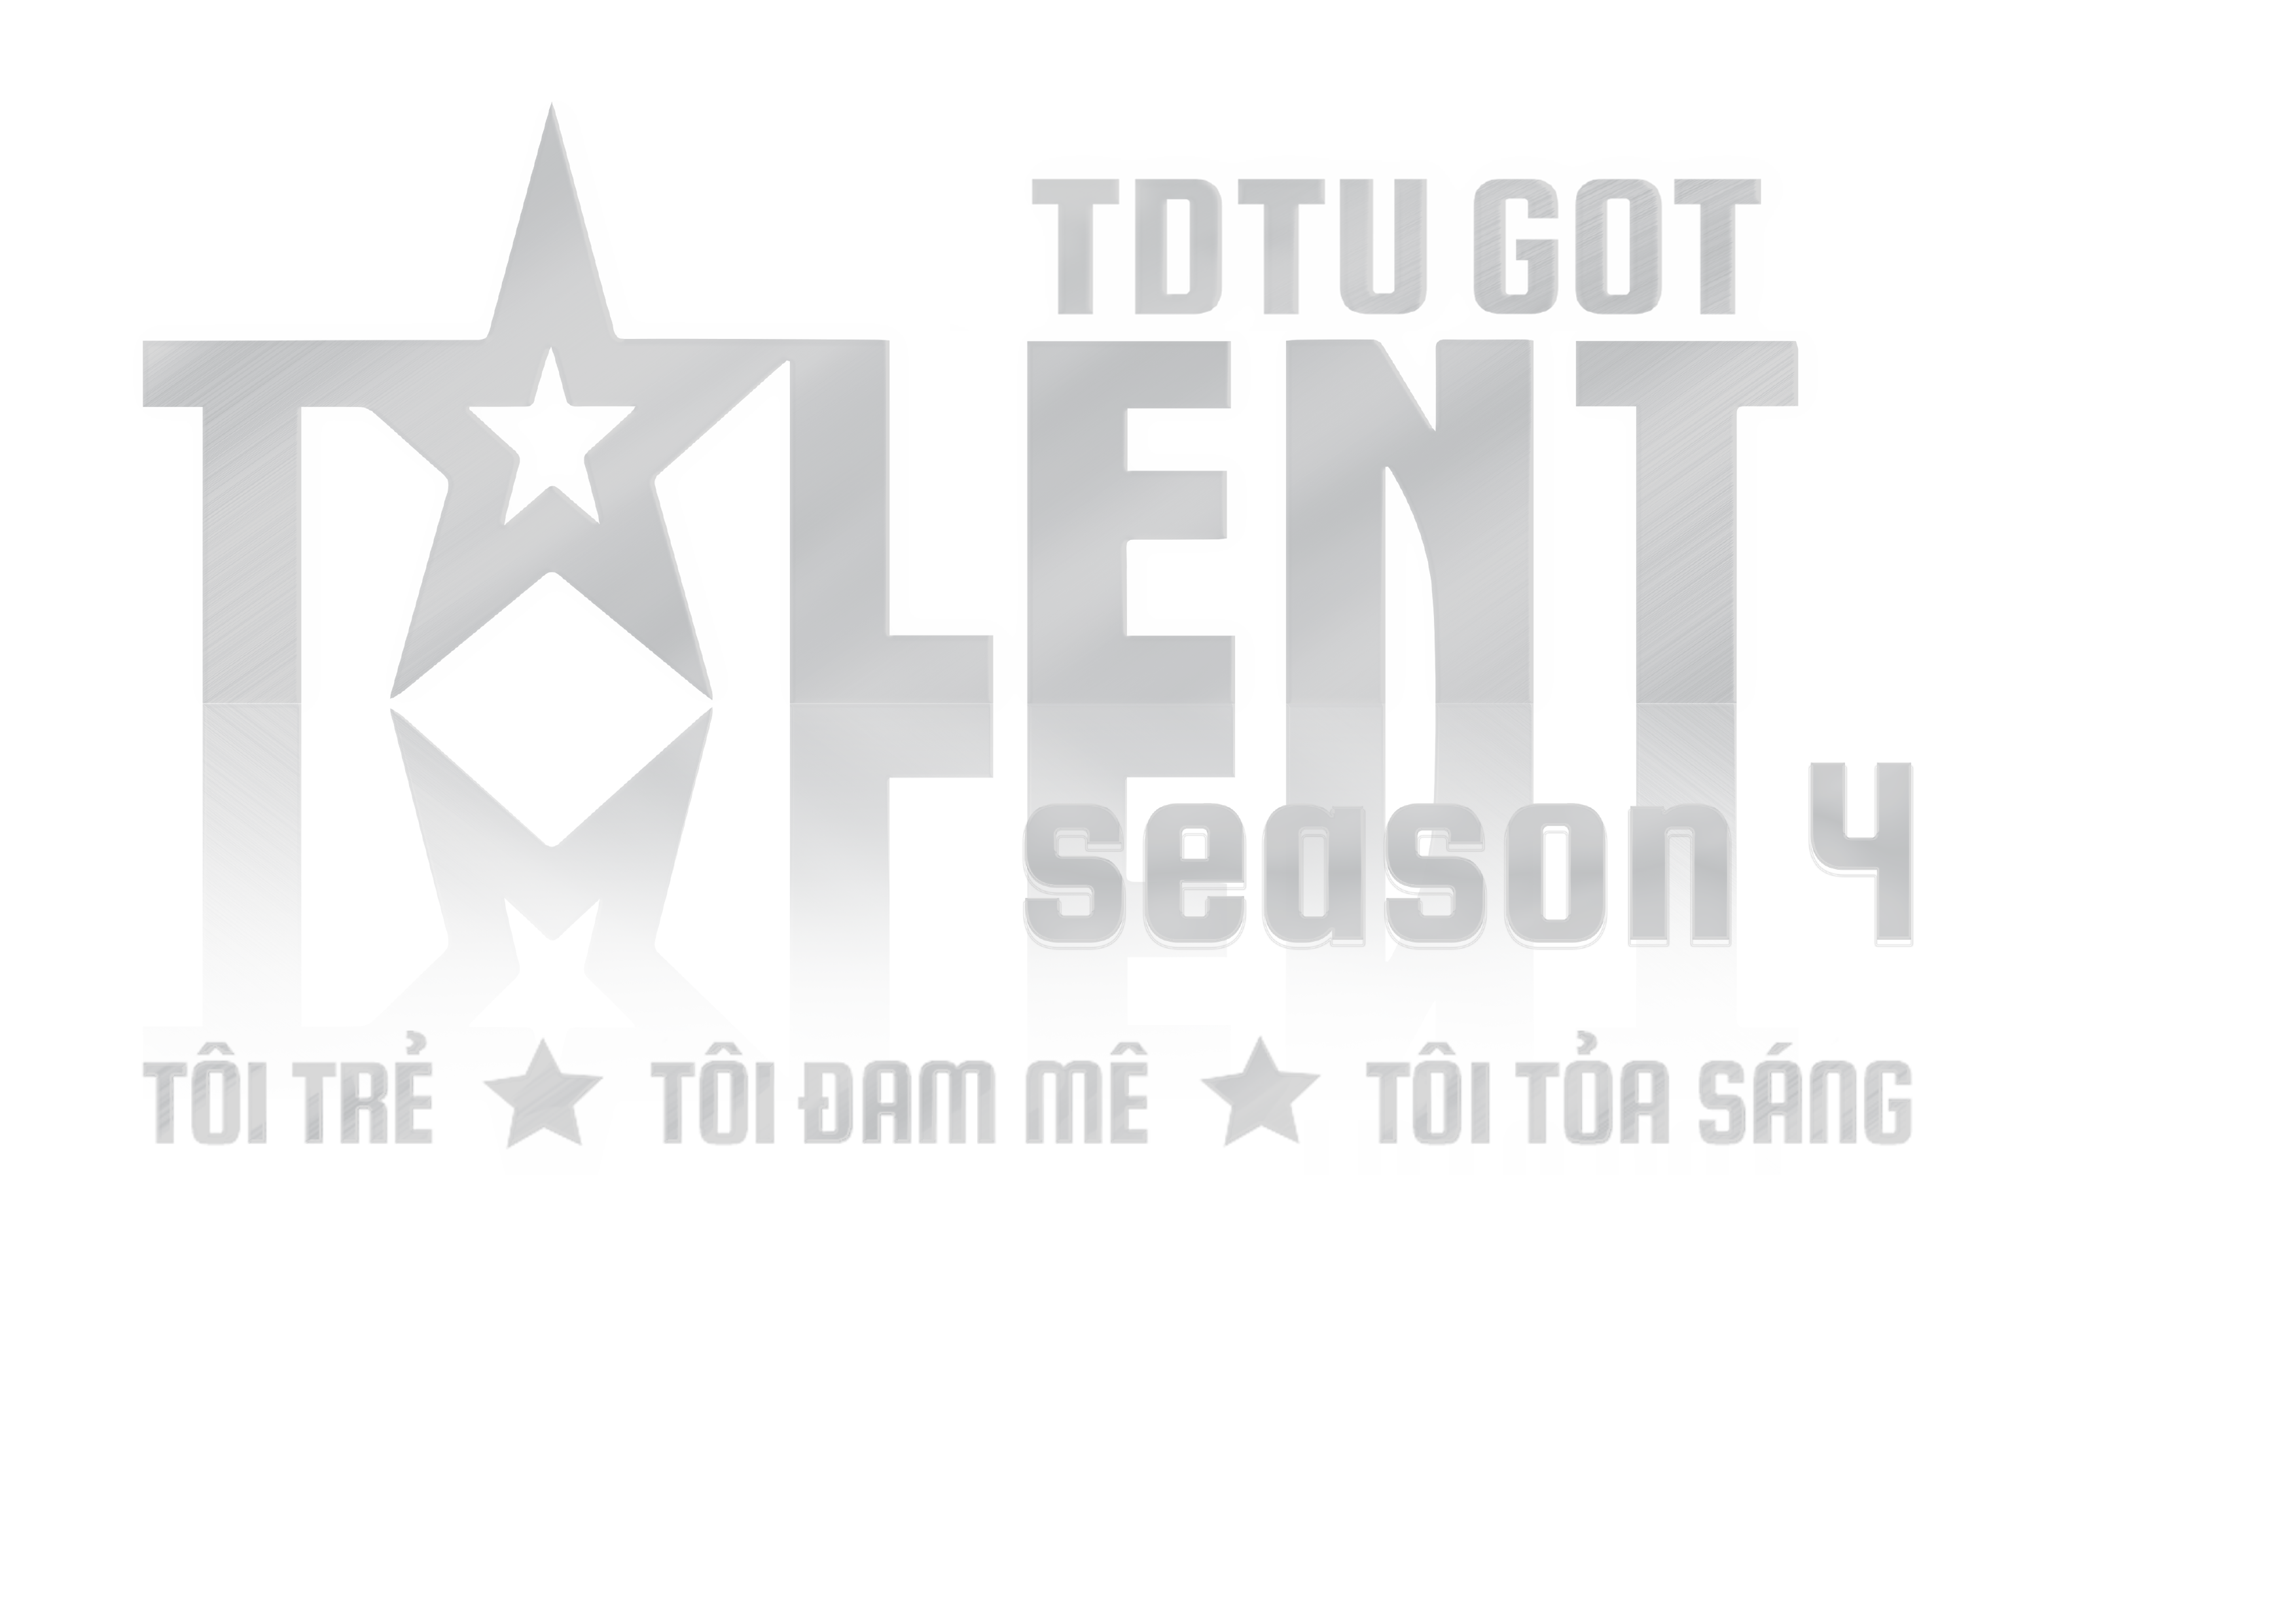 TDTU GOT
TALENT
season 4
TÔI TRẺ ★ TÔI ĐAM MÊ ★ TÔI TỎA SÁNG